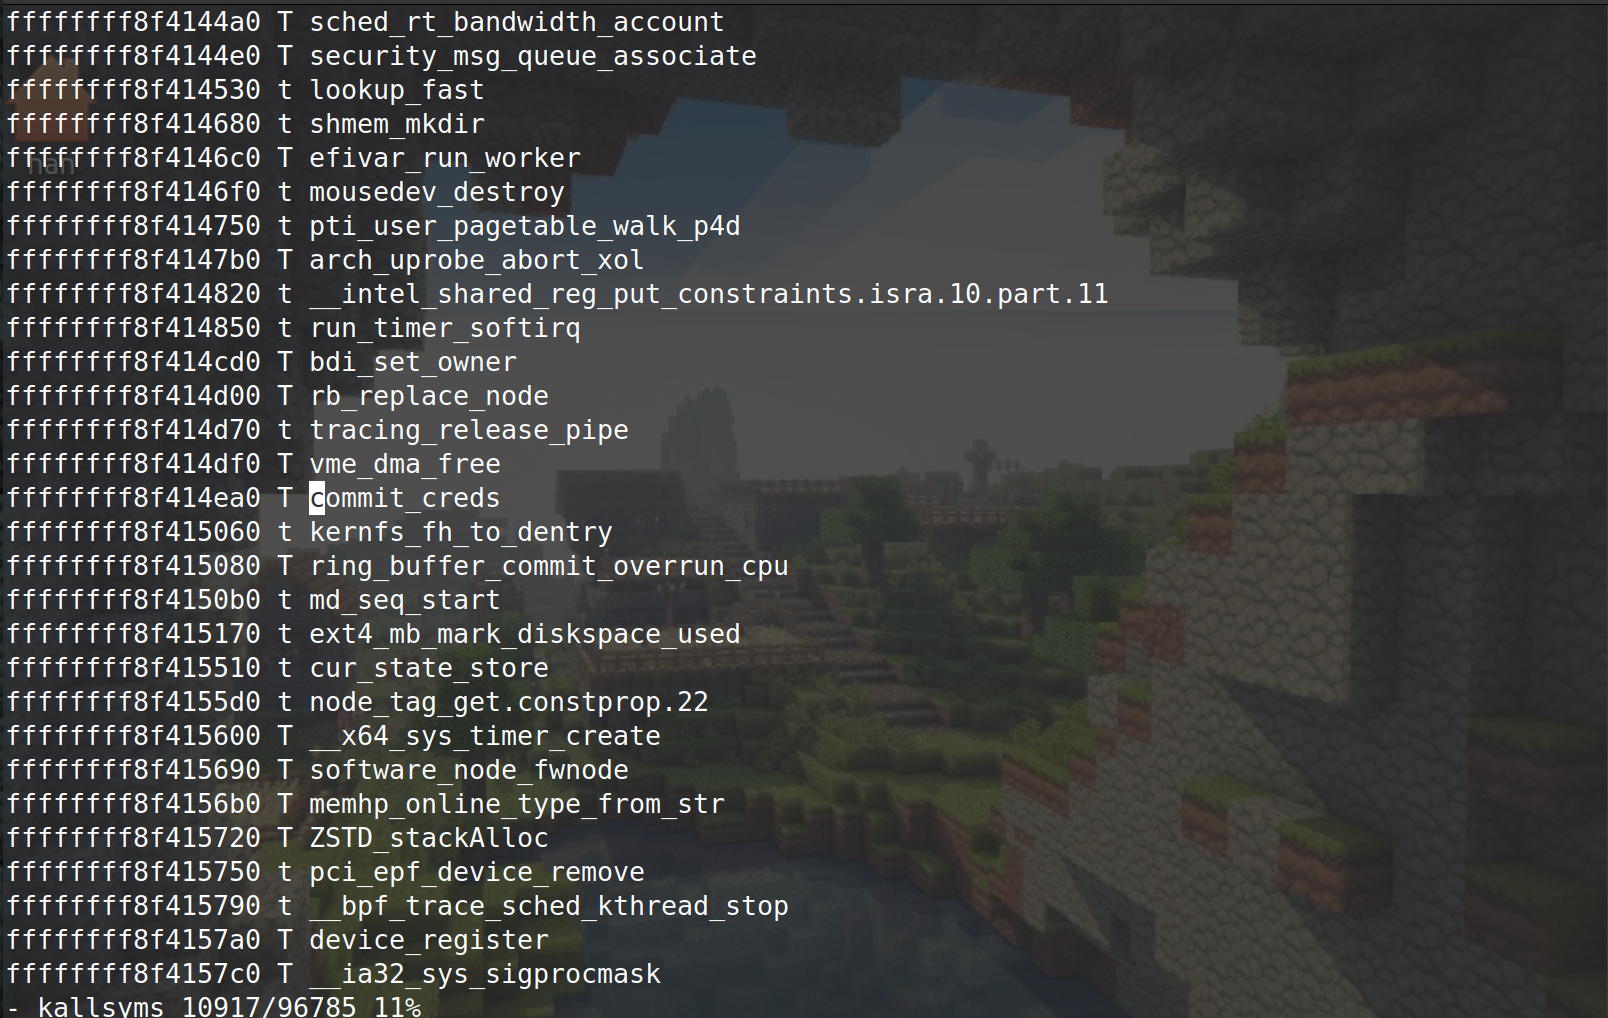 ffffffff8f4144a0 T sched_rt_bandwidth_account
ffffffff8f4144e0 T security_msg_queue_associate
ffffffff8f414530 t lookup_fast
ffffffff8f414680 t shmem_mkdir
ffffffff8f4146c0 T efivar_run_worker
nan
ffffffff8f4146f0 t mousedev_destroy
ffffffff8f414750 t pti_user_pagetable_walk_p4d
ffffffff8f4147b0 T arch_uprobe_abort_xol
ffffffff8f414820 t __intel_shared_reg_put_constraints.isra.10.part.11
ffffffff8f414850 t run_timer_softirq
ffffffff8f414cd0 T bdi_set_owner
ffffffff8f414d00 T rb_replace_node
ffffffff8f414d70 t tracing_release_pipe
ffffffff8f414df0 T vme_dma_free
ffffffff8f414ea0 T commit_creds
ffffffff8f415060 t kernfs_fh_to_dentry
ffffffff8f415080 T ring_buffer_commit_overrun_cpu
ffffffff8f4150b0 t md_seq_start
ffffffff8f415170 t ext4_mb_mark_diskspace_used
ffffffff8f415510 t cur_state_store
ffffffff8f4155d0 t node_tag_get.constprop.22
ffffffff8f415600 T __x64_sys_timer_create
ffffffff8f415690 T software_node_fwnode
ffffffff8f4156b0 T memhp_online_type_from_str
ffffffff8f415720 T ZSTD_stackAlloc
ffffffff8f415750 t pci_epf_device_remove
ffffffff8f415790 t __bpf_trace_sched_kthread_stop
ffffffff8f4157a0 T device_register
ffffffff8f4157c0 T __ia32_sys_sigprocmask
- kallsyms 10917/96785 11%